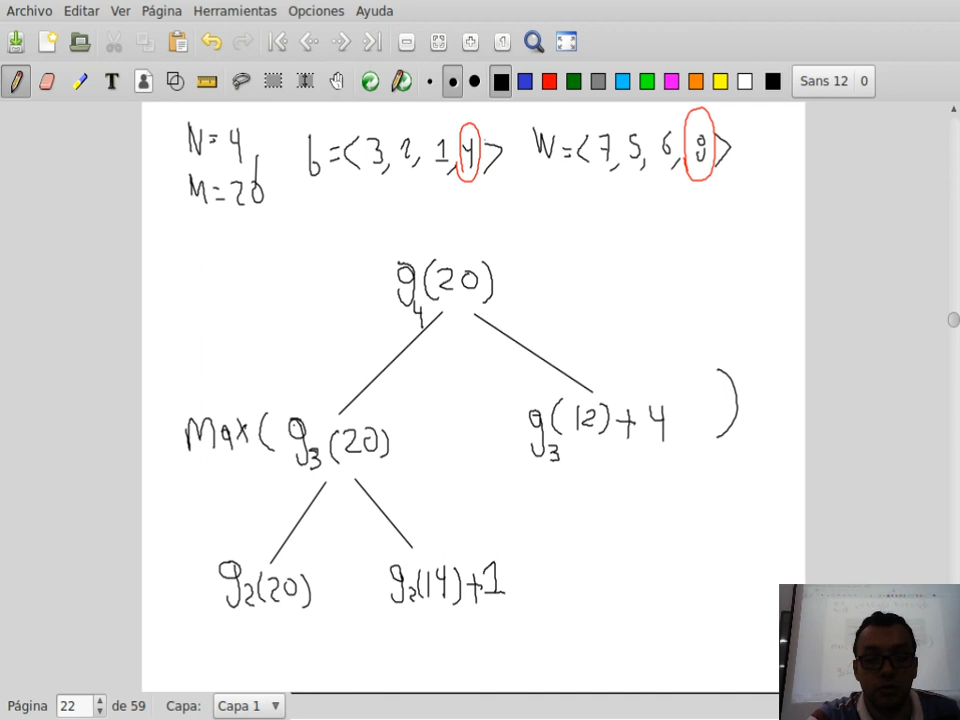 Archivo Editar Ver Página Herramientas Opciones Ayuda
Sans 12 0
N=4, b=<3, 2, 1, 4> W=<7, 5, 6, 8>
M=20
g4(20)
Max( g3(20) g3(12)+4 )
g2(20) g2(14)+1
Página 22 de 59 Capa: Capa 1